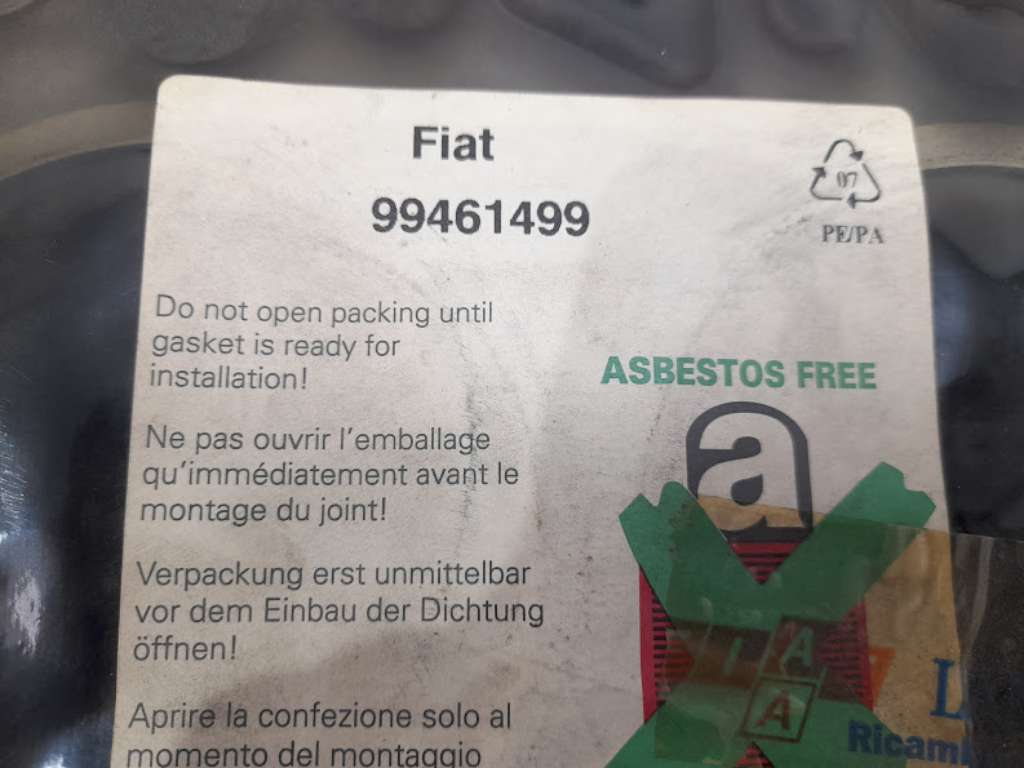 Fiat
99461499
07
PE/PA
Do not open packing until
gasket is ready for
installation!
ASBESTOS FREE
a
Ne pas ouvrir l'emballage
qu'immédiatement avant le
montage du joint!
Verpackung erst unmittelbar
vor dem Einbau der Dichtung
öffnen!
Aprire la confezione solo al
momento del montaggio
A
A
L